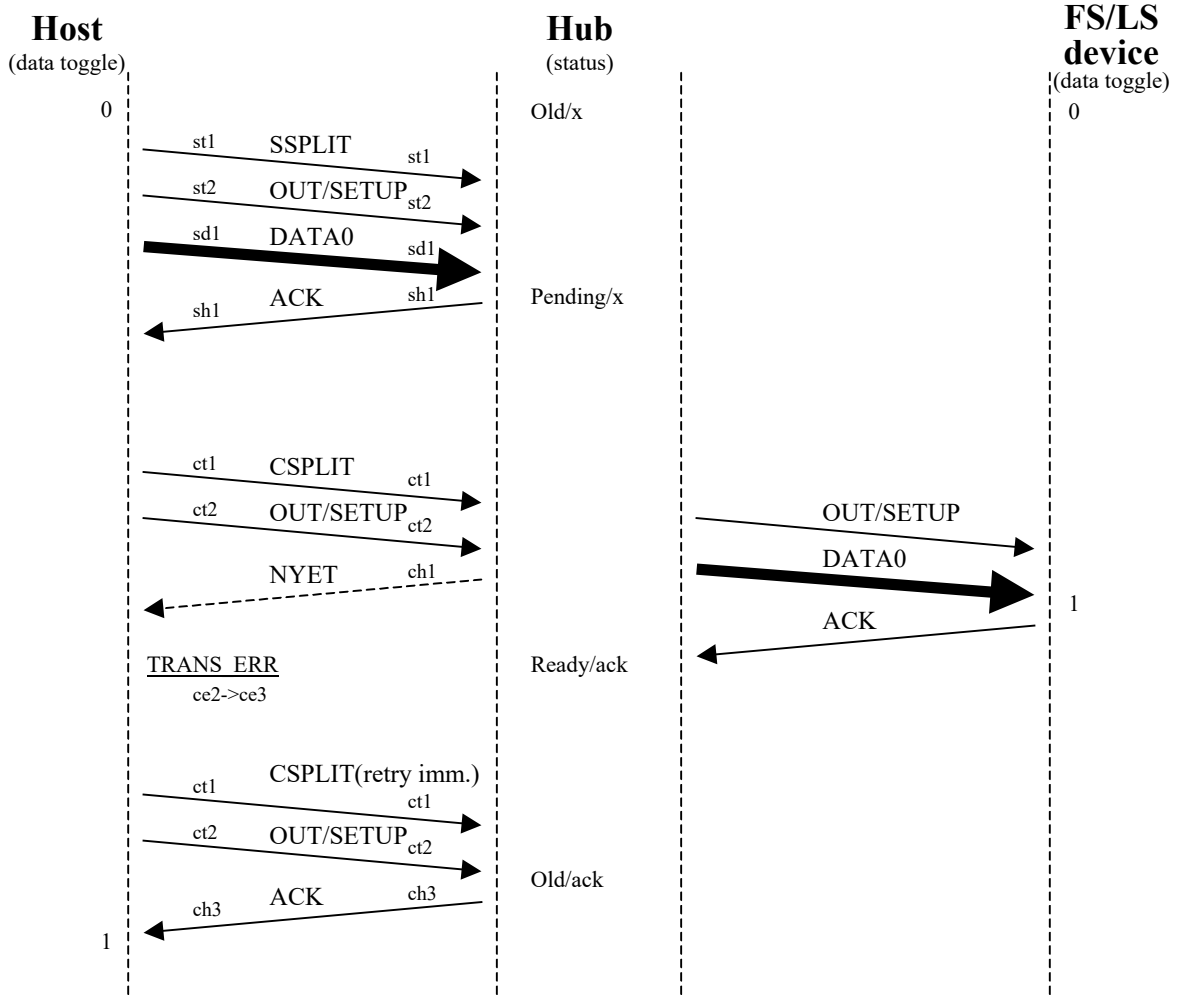 Host
(data toggle)
Hub
(status)
FS/LS
device
(data toggle)
0
Old/x
0
st1 SSPLIT st1
st2 OUT/SETUP st2
sd1 DATA0 sd1
Pending/x
sh1 ACK sh1
ct1 CSPLIT ct1
ct2 OUT/SETUP ct2
OUT/SETUP
NYET ch1
DATA0
1
ACK
TRANS_ERR
ce2->ce3
Ready/ack
CSPLIT(retry imm.)
ct1 ct1
ct2 OUT/SETUP ct2
Old/ack
ch3 ACK ch3
1